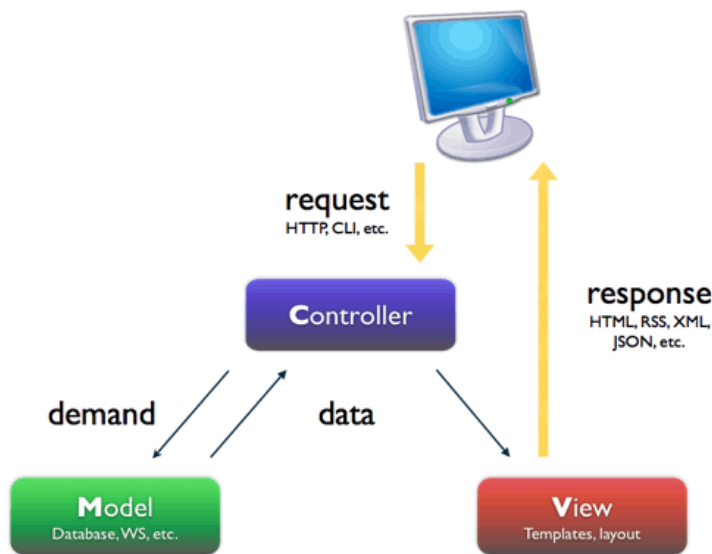 request
HTTP, CLI, etc.
Controller
response
HTML, RSS, XML,
JSON, etc.
demand
data
Model
Database, WS, etc.
View
Templates, layout